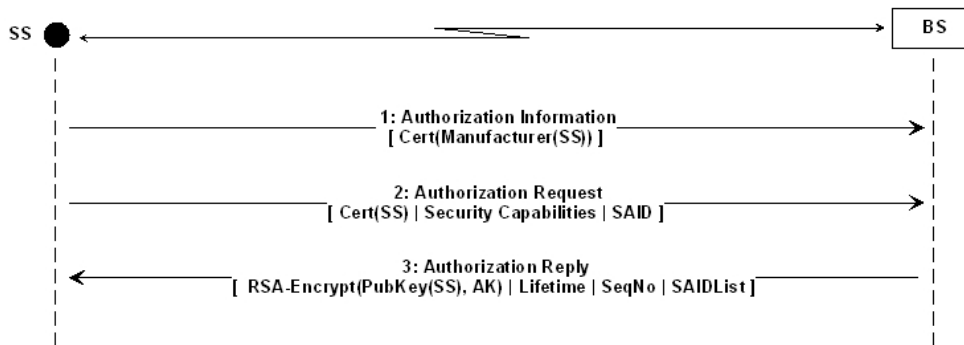 SS
BS
1: Authorization Information
[ Cert(Manufacturer(SS)) ]
2: Authorization Request
[ Cert(SS) | Security Capabilities | SAID ]
3: Authorization Reply
[ RSA-Encrypt(PubKey(SS), AK) | Lifetime | SeqNo | SAIDList ]